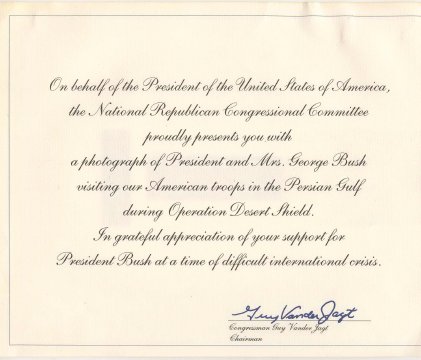 On behalf of the President of the United States of America,
the National Republican Congressional Committee
proudly presents you with
a photograph of President and Mrs. George Bush
visiting our American troops in the Persian Gulf
during Operation Desert Shield.
In grateful appreciation of your support for
President Bush at a time of difficult international crisis.
Guy Vander Jagt
Congressman Guy Vander Jagt
Chairman